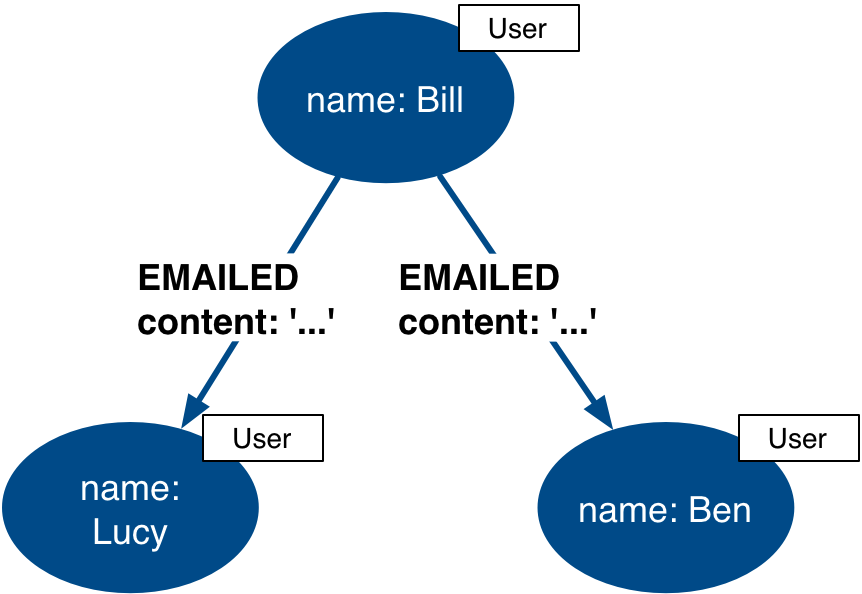 User
name: Bill
EMAILED
content: '...'
EMAILED
content: '...'
User
name:
Lucy
User
name: Ben